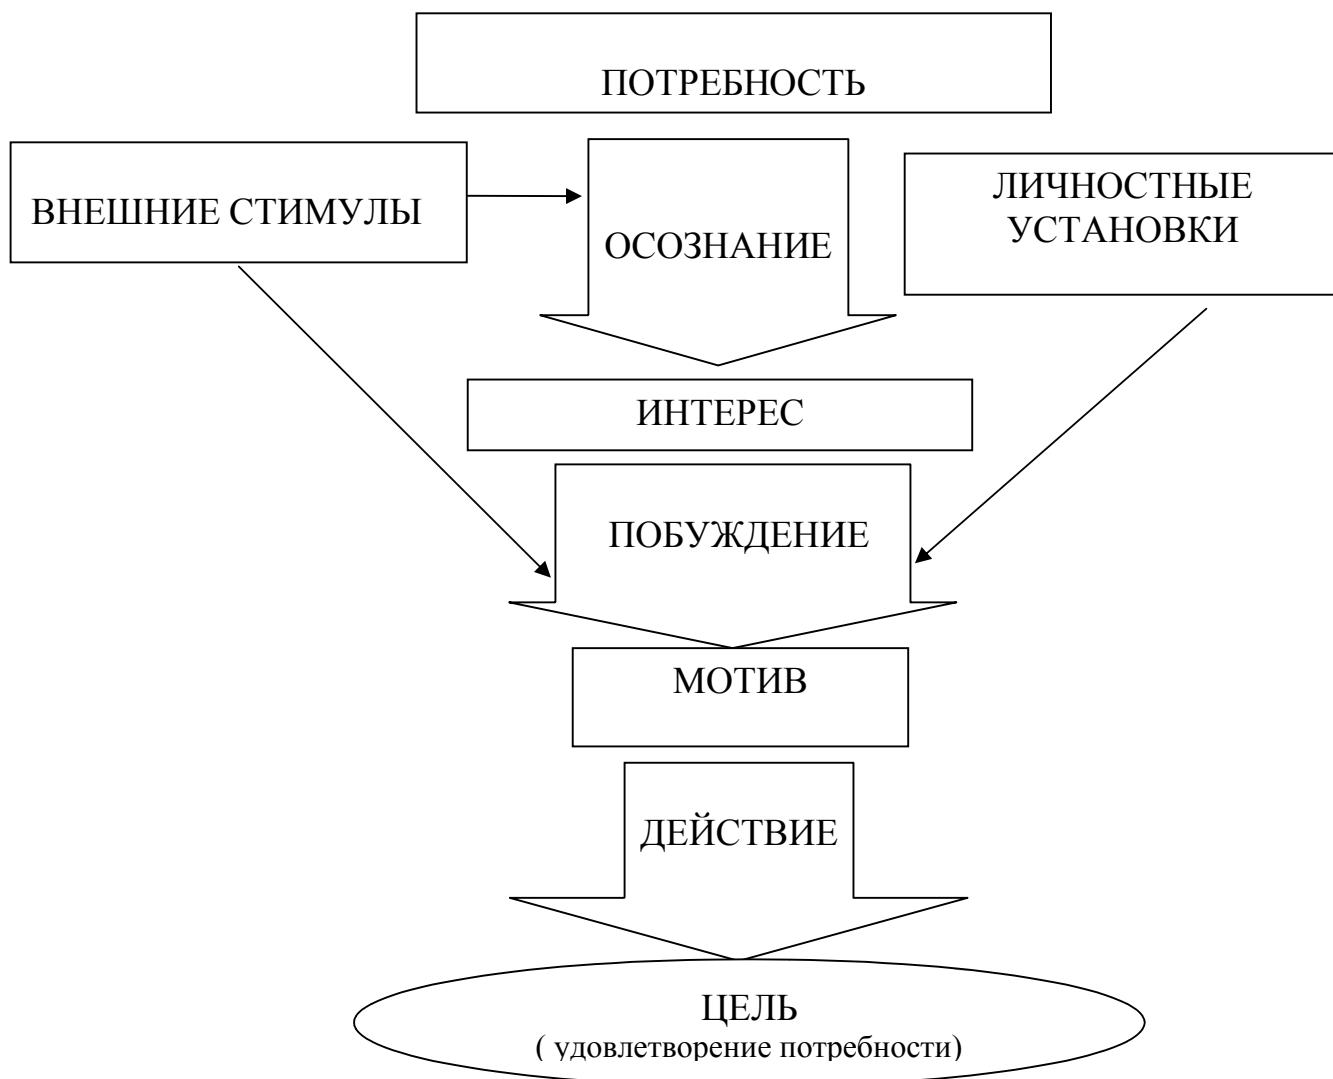 ПОТРЕБНОСТЬ
ВНЕШНИЕ СТИМУЛЫ
ЛИЧНОСТНЫЕ
УСТАНОВКИ
ОСОЗНАНИЕ
ИНТЕРЕС
ПОБУЖДЕНИЕ
МОТИВ
ДЕЙСТВИЕ
ЦЕЛЬ
( удовлетворение потребности)